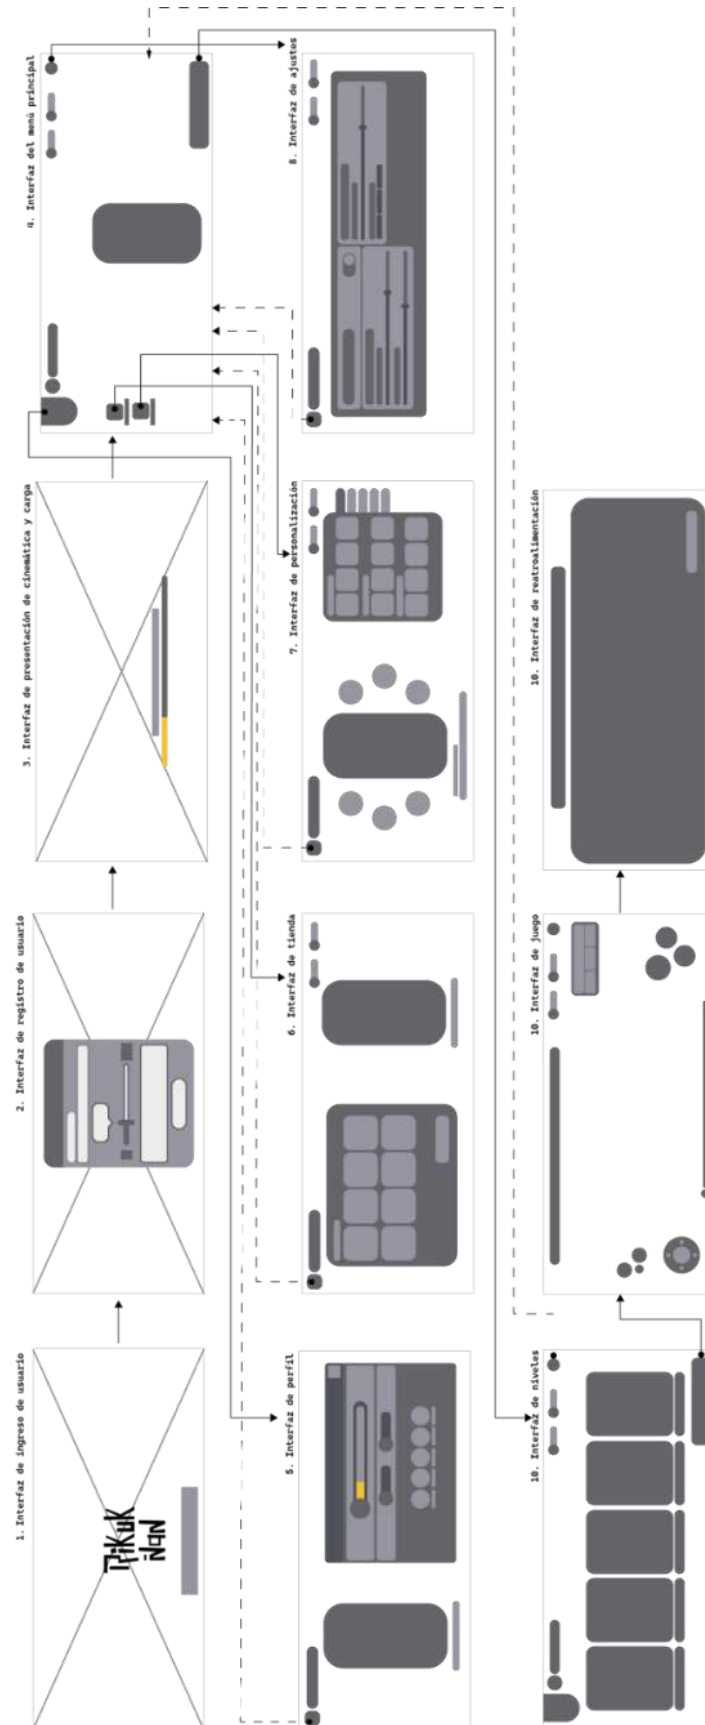 1. Interfaz de ingreso de usuario
2. Interfaz de registro de usuario
3. Interfaz de presentación de cinemática y carga
4. Interfaz del menú principal
5. Interfaz de perfil
6. Interfaz de tienda
7. Interfaz de personalización
8. Interfaz de ajustes
10. Interfaz de niveles
10. Interfaz de juego
10. Interfaz de reatroalimentación